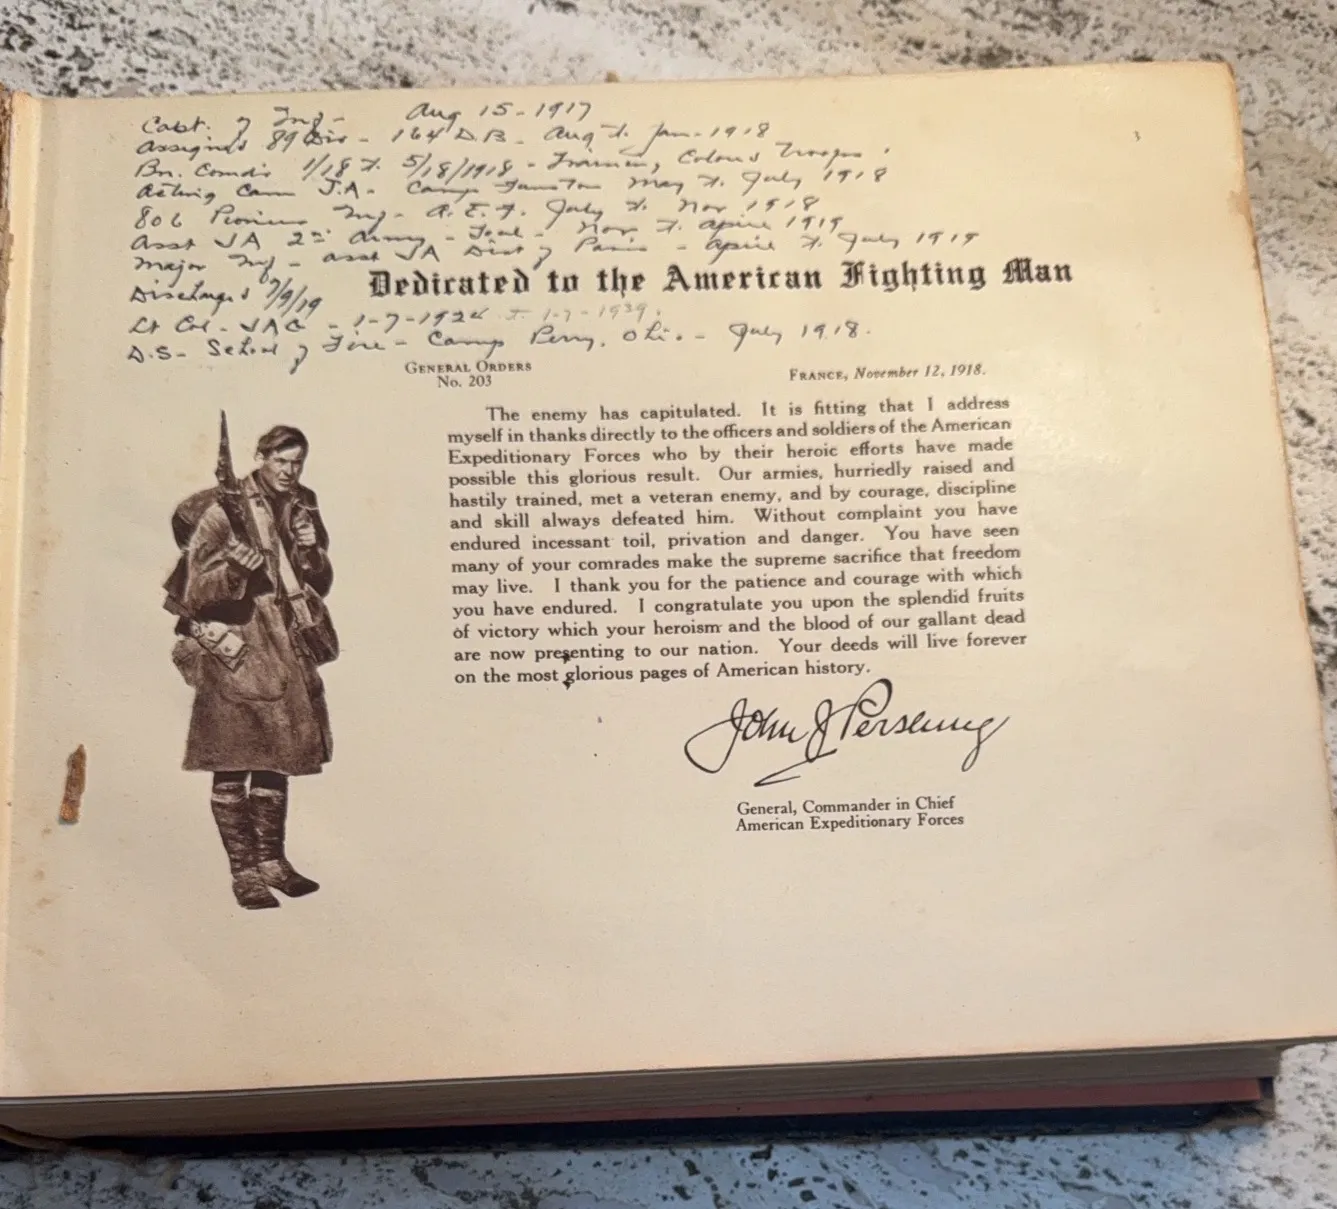 Capt. of Inf - Aug 15-1917
Assigned 89 Div - 164 D.B. - Aug to Jan - 1918
Bn. Comdr 1/18 to 5/18/1918 - Training Colored Troops.
Acting Camp J.A. - Camp Funston May to July 1918
806 Pioneer Inf - A.E.F. July to Nov 1918
Asst JA 2nd Army - Toul - Nov to April 1919
Major Inf - asst JA Dist of Paris - April to July 1919
Discharged 7/9/19
Dedicated to the American Fighting Man
Lt Col - JAG - 1-7-1924 to 1-7-1939.
D.S - School of Fire - Camp Perry, Ohio - July 1918.
3
General Orders
No. 203
France, November 12, 1918.
The enemy has capitulated. It is fitting that I address
myself in thanks directly to the officers and soldiers of the American
Expeditionary Forces who by their heroic efforts have made
possible this glorious result. Our armies, hurriedly raised and
hastily trained, met a veteran enemy, and by courage, discipline
and skill always defeated him. Without complaint you have
endured incessant toil, privation and danger. You have seen
many of your comrades make the supreme sacrifice that freedom
may live. I thank you for the patience and courage with which
you have endured. I congratulate you upon the splendid fruits
of victory which your heroism and the blood of our gallant dead
are now presenting to our nation. Your deeds will live forever
on the most glorious pages of American history.
John J Pershing
General, Commander in Chief
American Expeditionary Forces